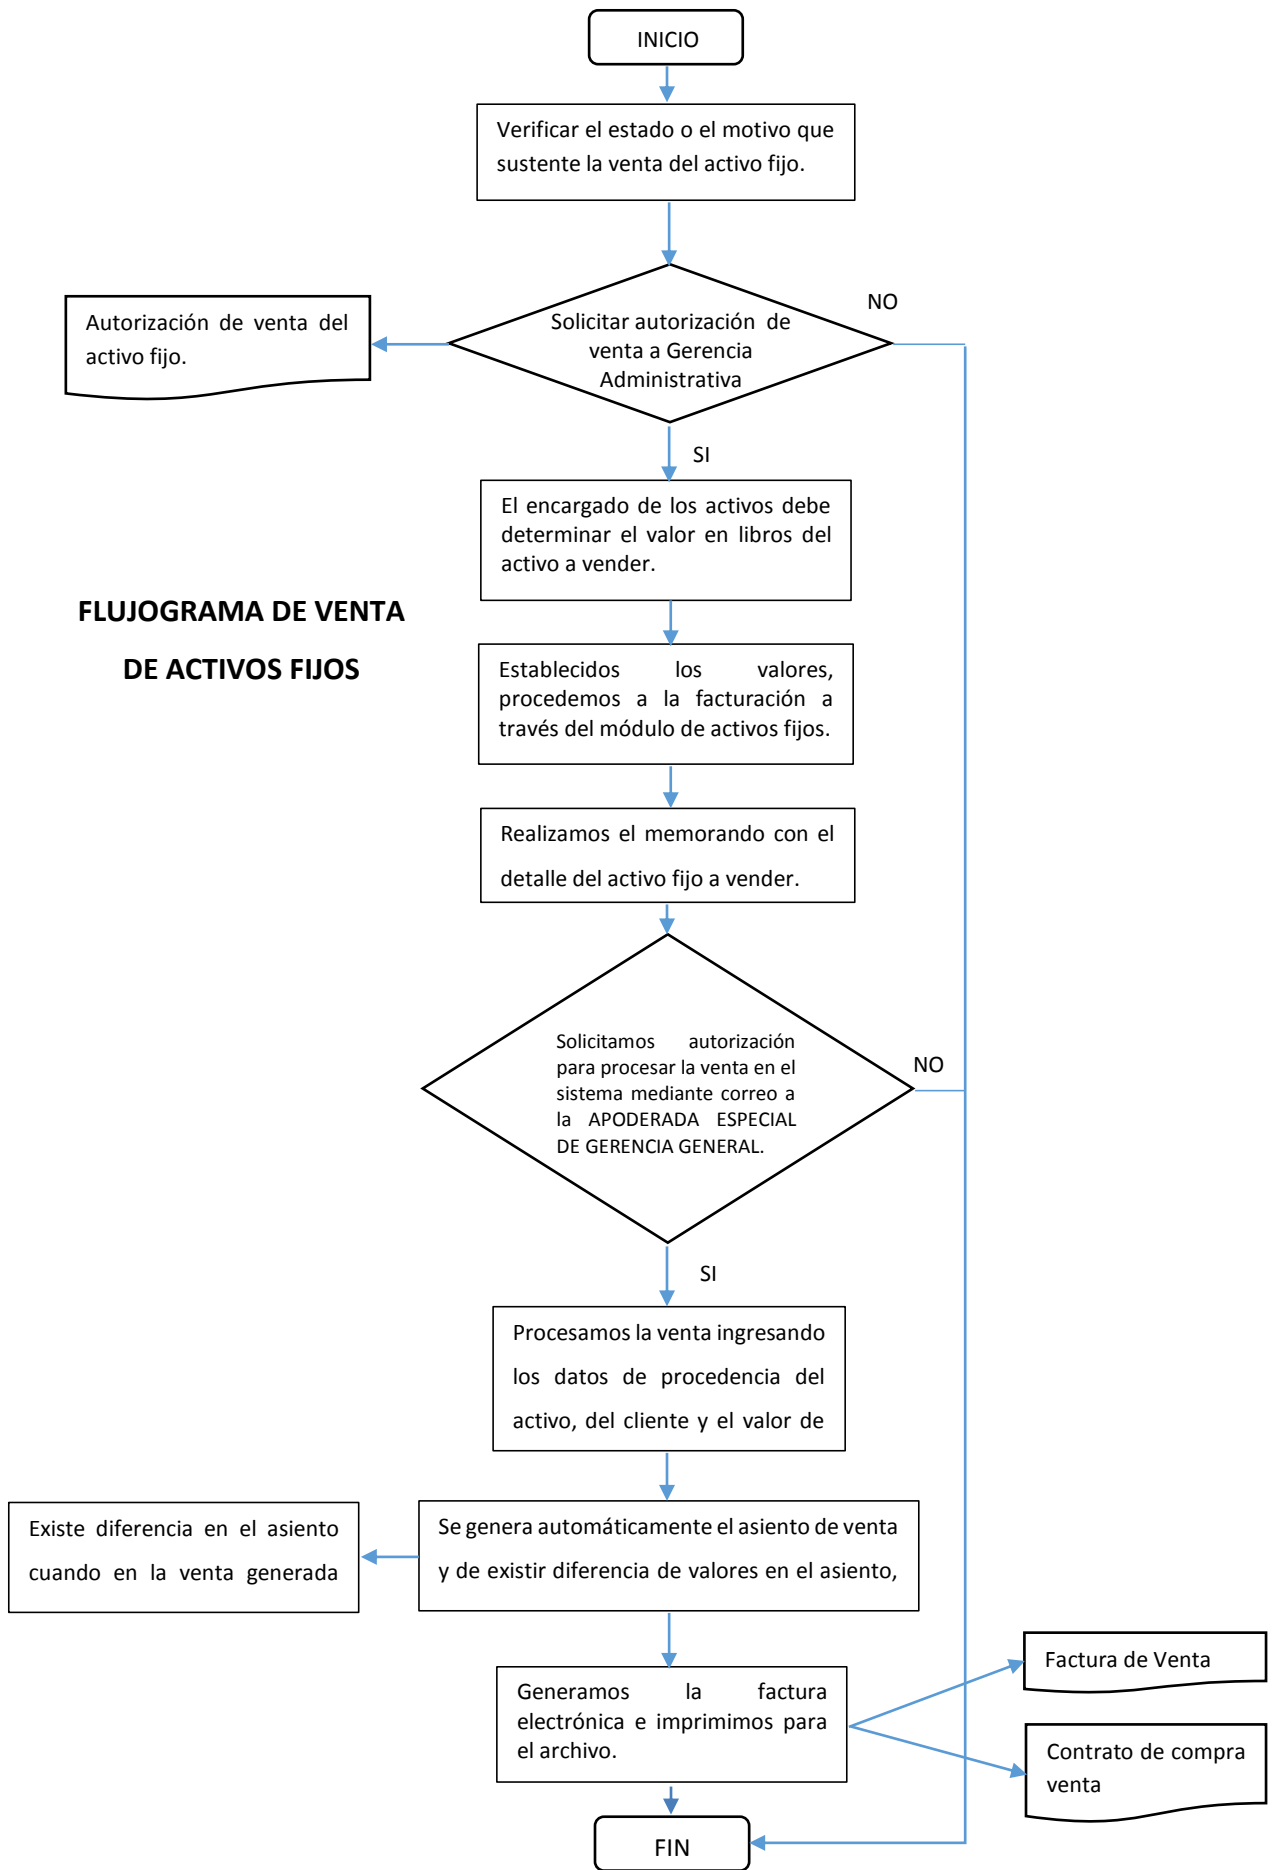 INICIO
Verificar el estado o el motivo que
sustente la venta del activo fijo.
NO
Autorización de venta del
activo fijo.
Solicitar autorización de
venta a Gerencia
Administrativa
SI
El encargado de los activos debe
determinar el valor en libros del
activo a vender.
FLUJOGRAMA DE VENTA
DE ACTIVOS FIJOS
Establecidos los valores,
procedemos a la facturación a
través del módulo de activos fijos.
Realizamos el memorando con el
detalle del activo fijo a vender.
Solicitamos autorización
para procesar la venta en el
sistema mediante correo a
la APODERADA ESPECIAL
DE GERENCIA GENERAL.
NO
SI
Procesamos la venta ingresando
los datos de procedencia del
activo, del cliente y el valor de
Existe diferencia en el asiento
cuando en la venta generada
Se genera automáticamente el asiento de venta
y de existir diferencia de valores en el asiento,
Generamos la factura
electrónica e imprimimos para
el archivo.
Factura de Venta
Contrato de compra
venta
FIN